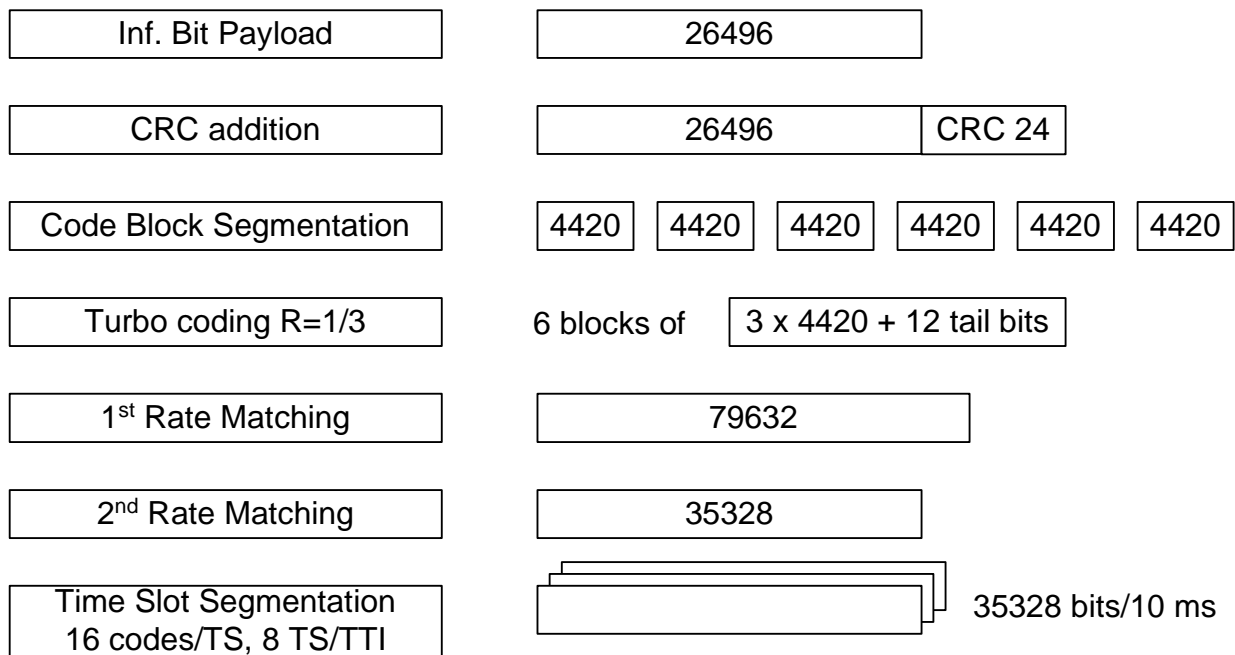 Inf. Bit Payload 26496
CRC addition 26496 CRC 24
Code Block Segmentation 4420 4420 4420 4420 4420 4420
Turbo coding R=1/3 6 blocks of 3 x 4420 + 12 tail bits
1st Rate Matching 79632
2nd Rate Matching 35328
Time Slot Segmentation
16 codes/TS, 8 TS/TTI
35328 bits/10 ms